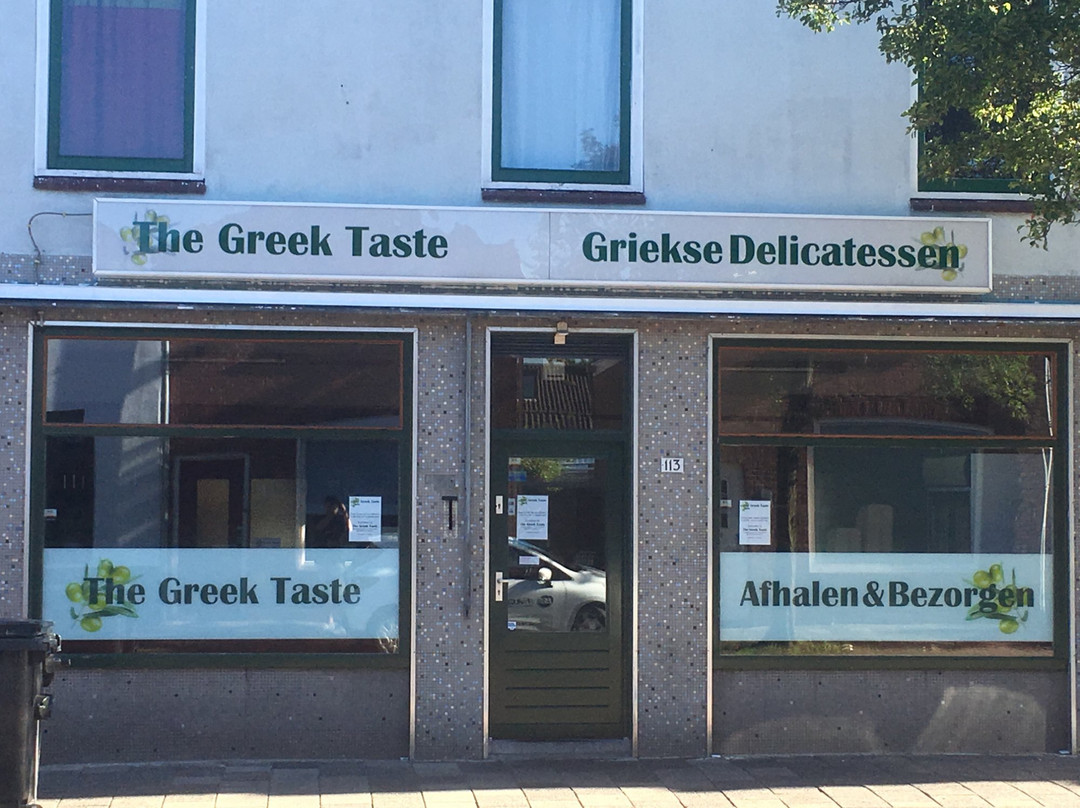 The Greek Taste
Griekse Delicatessen
113
The Greek Taste
Afhalen & Bezorgen